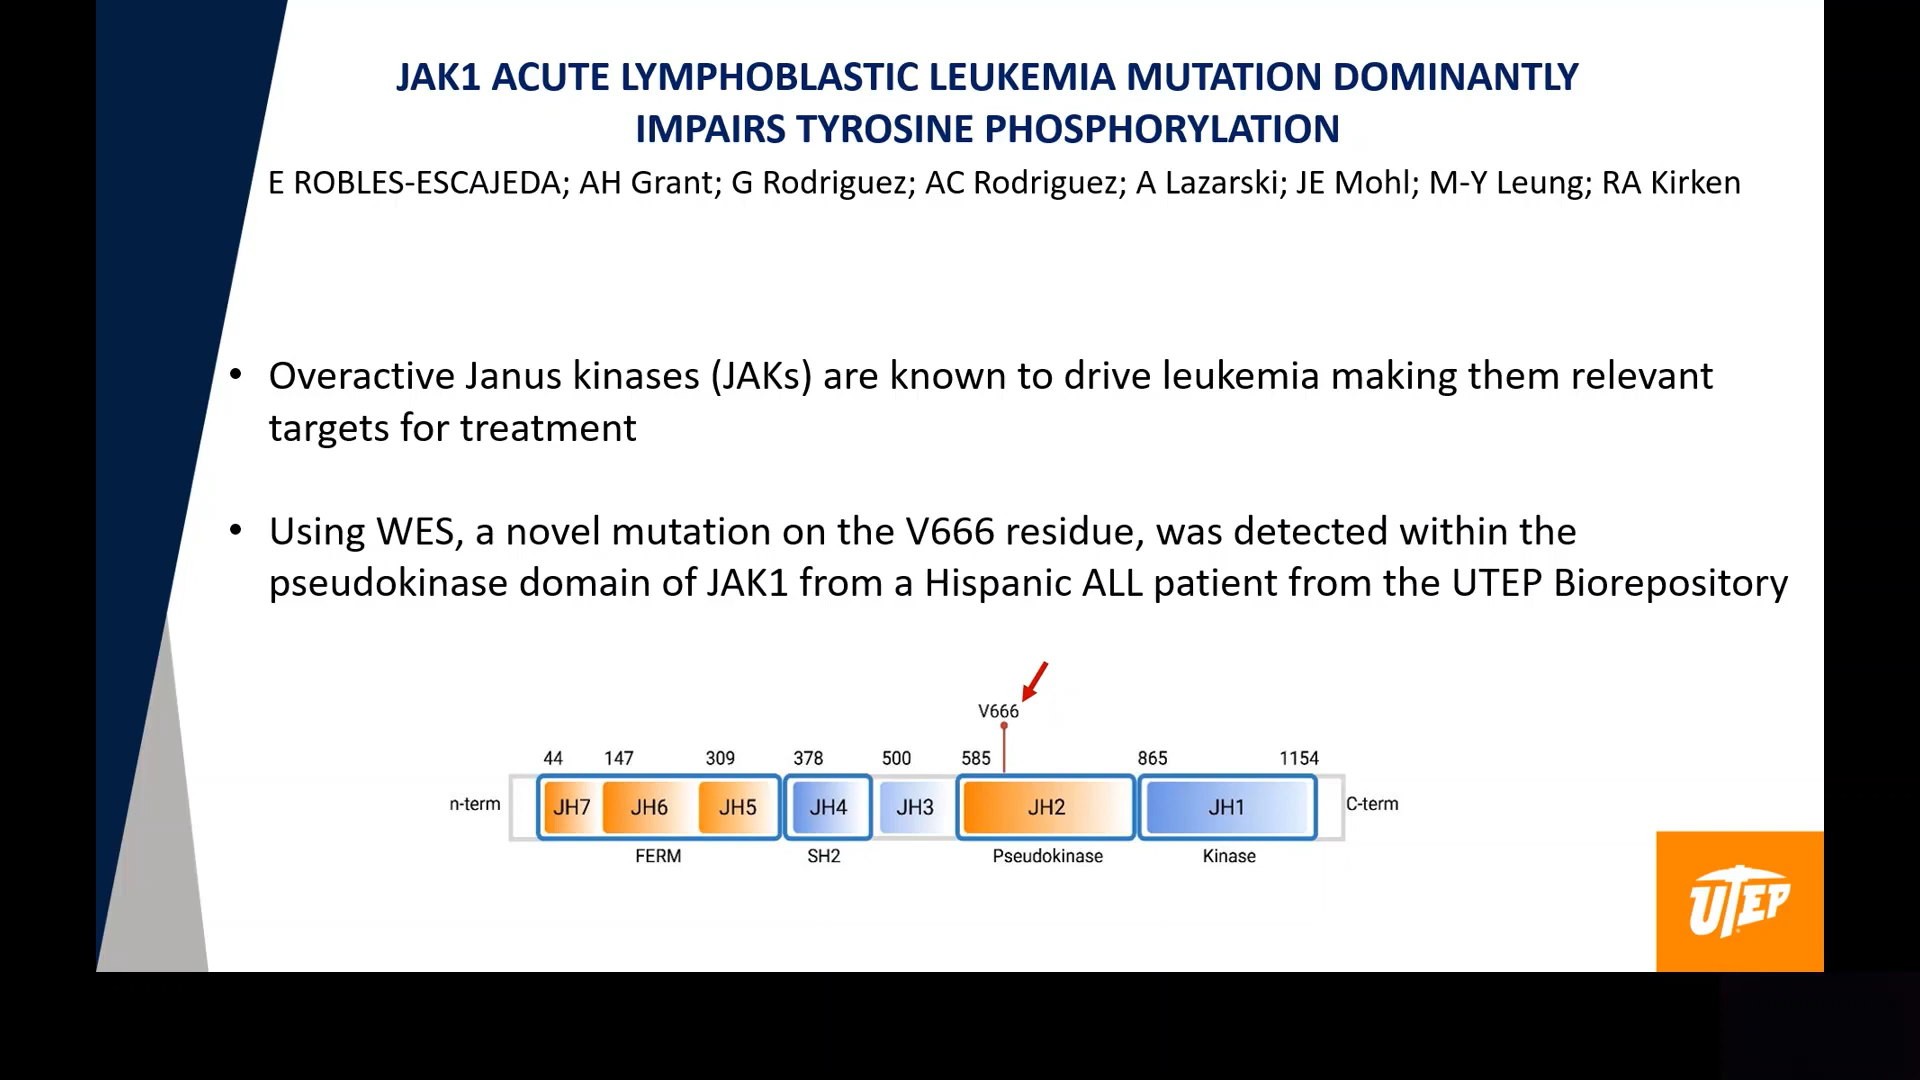 JAK1 ACUTE LYMPHOBLASTIC LEUKEMIA MUTATION DOMINANTLY
IMPAIRS TYROSINE PHOSPHORYLATION
E ROBLES-ESCAJEDA; AH Grant; G Rodriguez; AC Rodriguez; A Lazarski; JE Mohl; M-Y Leung; RA Kirken
• Overactive Janus kinases (JAKs) are known to drive leukemia making them relevant
targets for treatment
• Using WES, a novel mutation on the V666 residue, was detected within the
pseudokinase domain of JAK1 from a Hispanic ALL patient from the UTEP Biorepository
V666
44 147 309 378 500 585 865 1154
n-term JH7 JH6 JH5 JH4 JH3 JH2 JH1 C-term
FERM SH2 Pseudokinase Kinase
UTEP